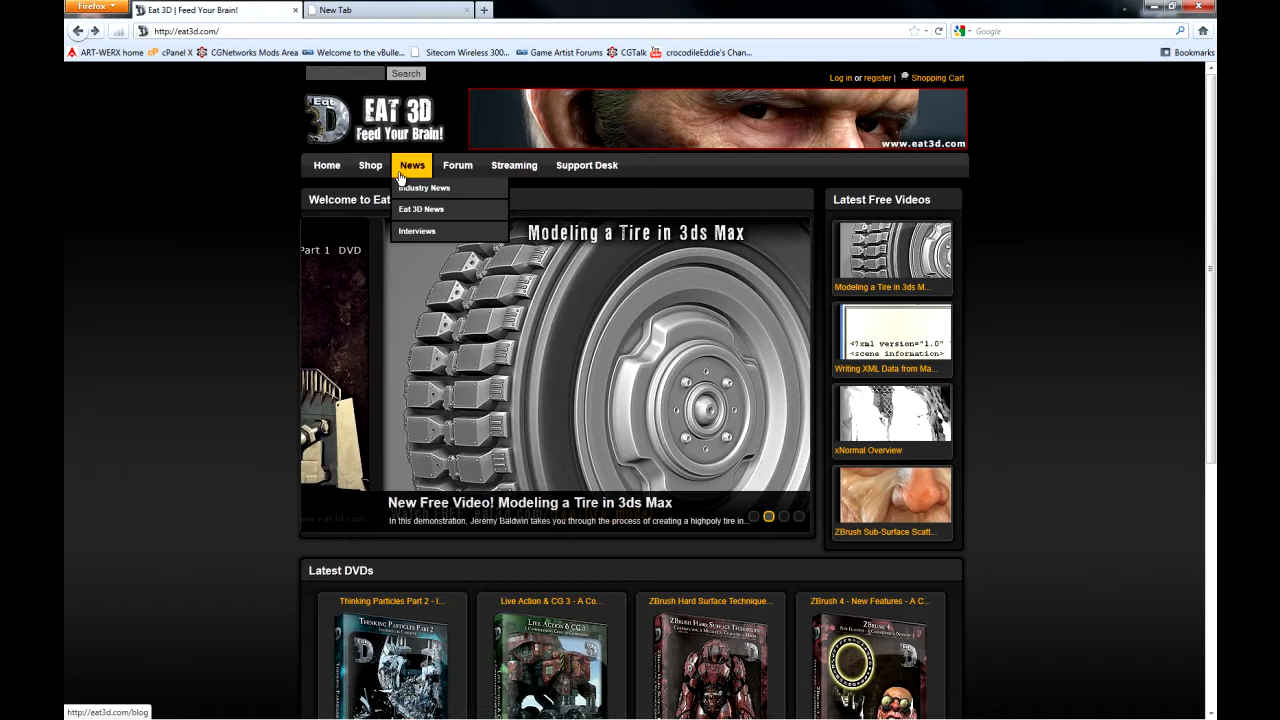 Firefox
Eat 3D | Feed Your Brain!
New Tab
http://eat3d.com/
Google
ART-WERX home
cPanel X
CGNetworks Mods Area
Welcome to the vBulle...
Sitecom Wireless 300...
Game Artist Forums
CGTalk
crocodileEddie's Chan...
Bookmarks
Search
Log in or register | Shopping Cart
Eat
EAT 3D
Feed Your Brain!
www.eat3d.com
Home
Shop
News
Forum
Streaming
Support Desk
Industry News
Eat 3D News
Interviews
Welcome to Eat
Latest Free Videos
Part 1 DVD
Modeling a Tire in 3ds Max
Modeling a Tire in 3ds M...
<?xml version="1.0"
<scene information>
Writing XML Data from Ma...
xNormal Overview
ZBrush Sub-Surface Scatt...
New Free Video! Modeling a Tire in 3ds Max
In this demonstration, Jeremy Baldwin takes you through the process of creating a highpoly tire in...
Latest DVDs
Thinking Particles Part 2 - I...
Live Action & CG 3 - A Co...
ZBrush Hard Surface Technique...
ZBrush 4 - New Features - A C...
THINKING PARTICLES PART 2
LIVE ACTION & CG 3
ZBRUSH HARD SURFACE TECHNIQUES
ZBRUSH 4
http://eat3d.com/blog